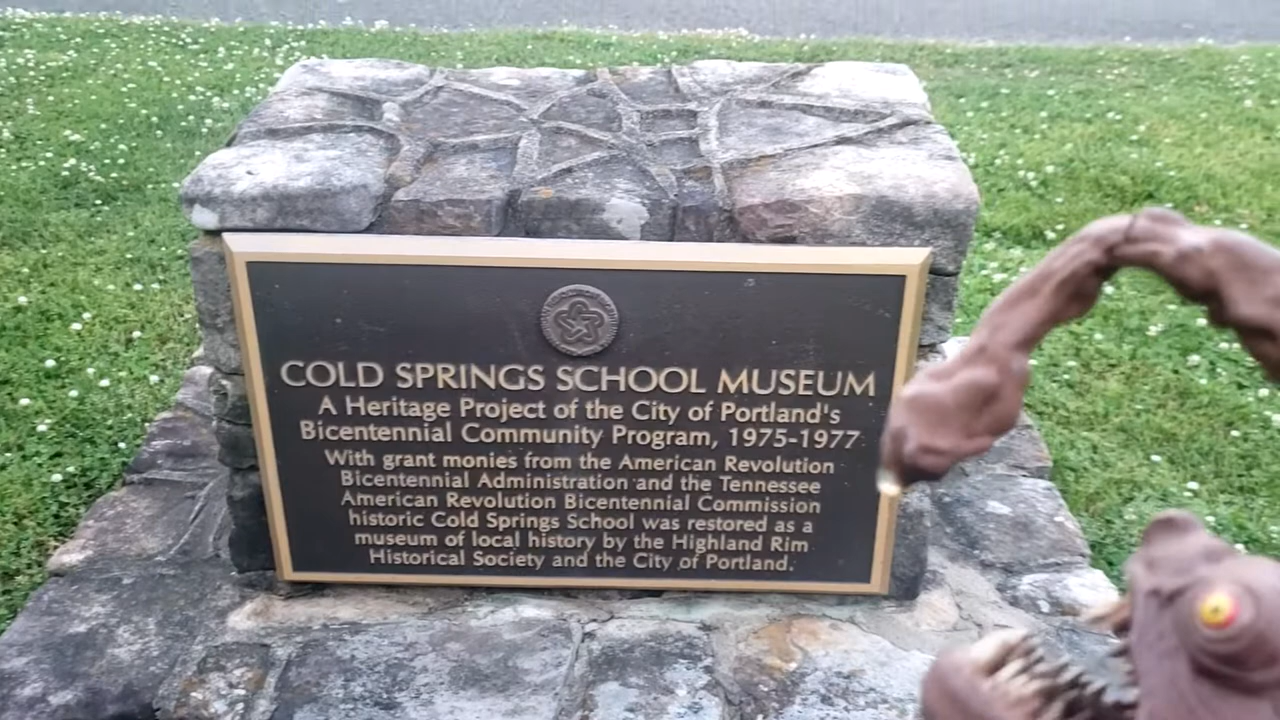 COLD SPRINGS SCHOOL MUSEUM
A Heritage Project of the City of Portland's
Bicentennial Community Program, 1975-1977
With grant monies from the American Revolution
Bicentennial Administration and the Tennessee
American Revolution Bicentennial Commission
historic Cold Springs School was restored as a
museum of local history by the Highland Rim
Historical Society and the City of Portland.